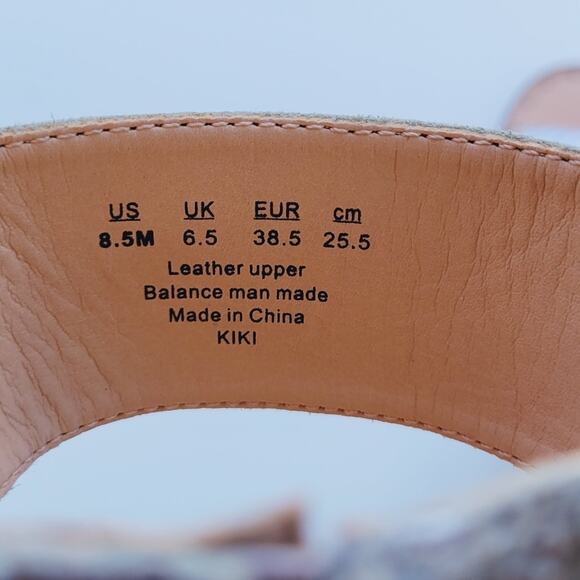 US UK EUR cm
8.5M 6.5 38.5 25.5
Leather upper
Balance man made
Made in China
KIKI